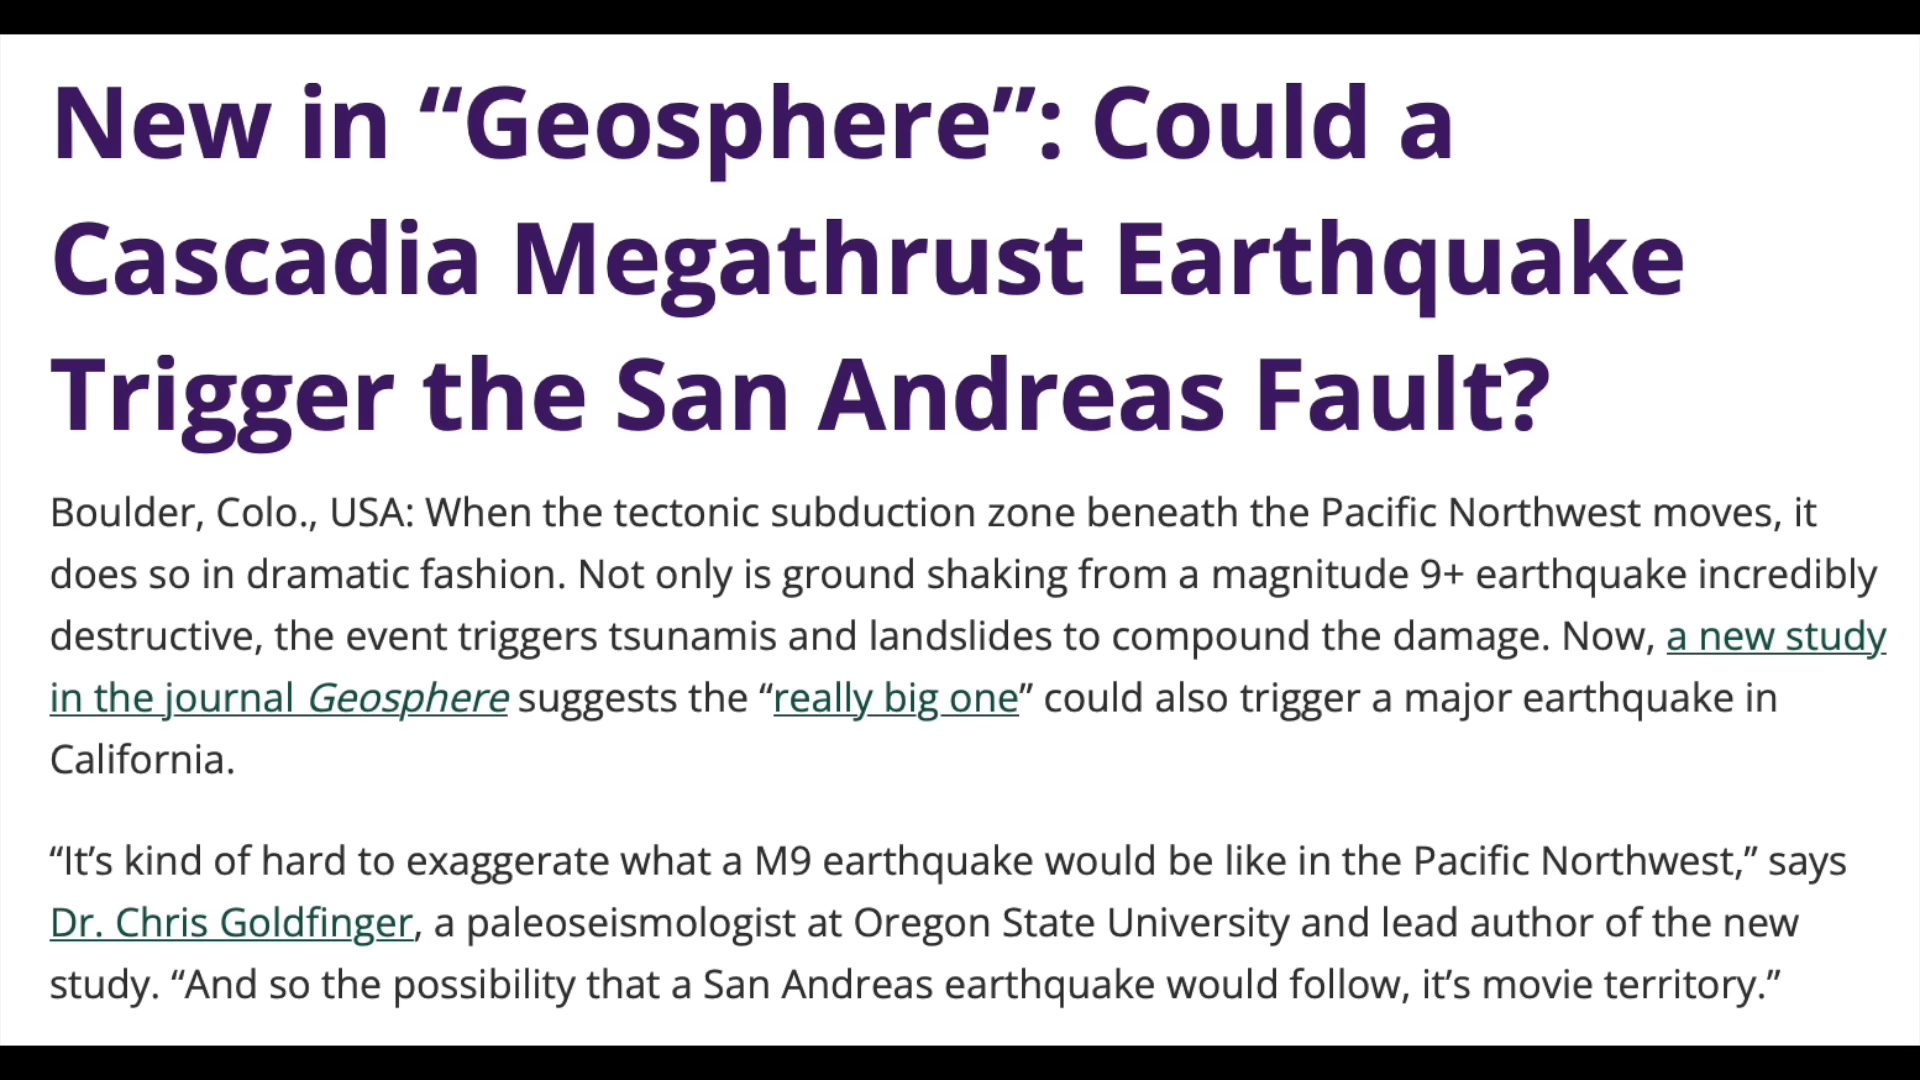 New in “Geosphere”: Could a
Cascadia Megathrust Earthquake
Trigger the San Andreas Fault?
Boulder, Colo., USA: When the tectonic subduction zone beneath the Pacific Northwest moves, it
does so in dramatic fashion. Not only is ground shaking from a magnitude 9+ earthquake incredibly
destructive, the event triggers tsunamis and landslides to compound the damage. Now, a new study
in the journal Geosphere suggests the “really big one” could also trigger a major earthquake in
California.
“It’s kind of hard to exaggerate what a M9 earthquake would be like in the Pacific Northwest,” says
Dr. Chris Goldfinger, a paleoseismologist at Oregon State University and lead author of the new
study. “And so the possibility that a San Andreas earthquake would follow, it’s movie territory.”